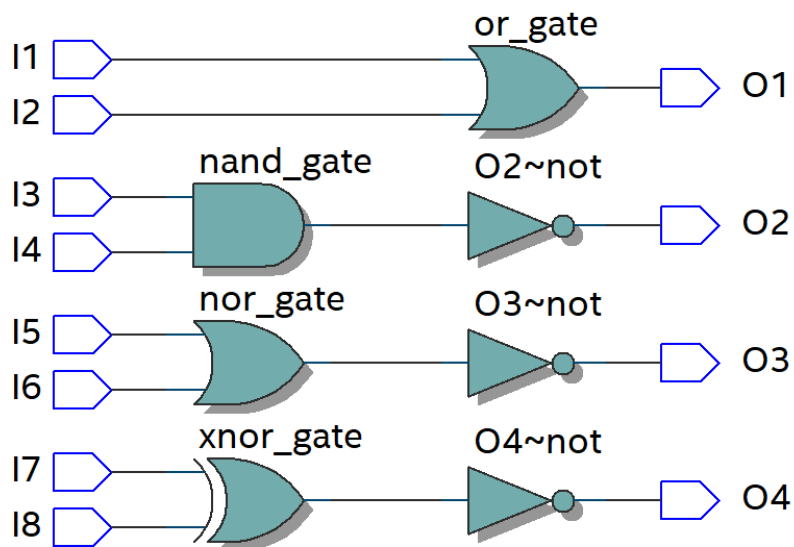 or_gate
I1
O1
I2
nand_gate
O2~not
I3
O2
I4
nor_gate
O3~not
I5
O3
I6
xnor_gate
O4~not
I7
O4
I8